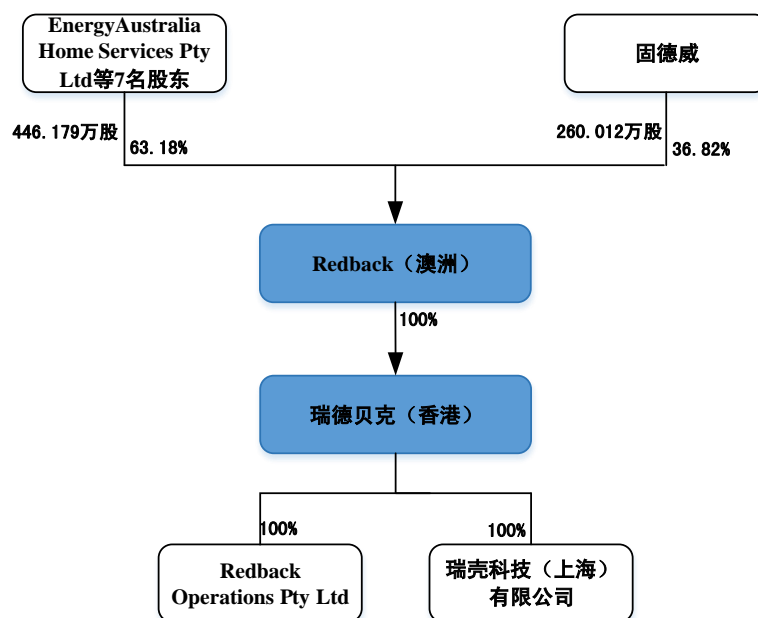 EnergyAustralia
Home Services Pty
Ltd等7名股东
固德威
446.179万股
63.18%
260.012万股
36.82%
Redback（澳洲）
100%
瑞德贝克（香港）
100%
100%
Redback
Operations Pty Ltd
瑞壳科技（上海）
有限公司